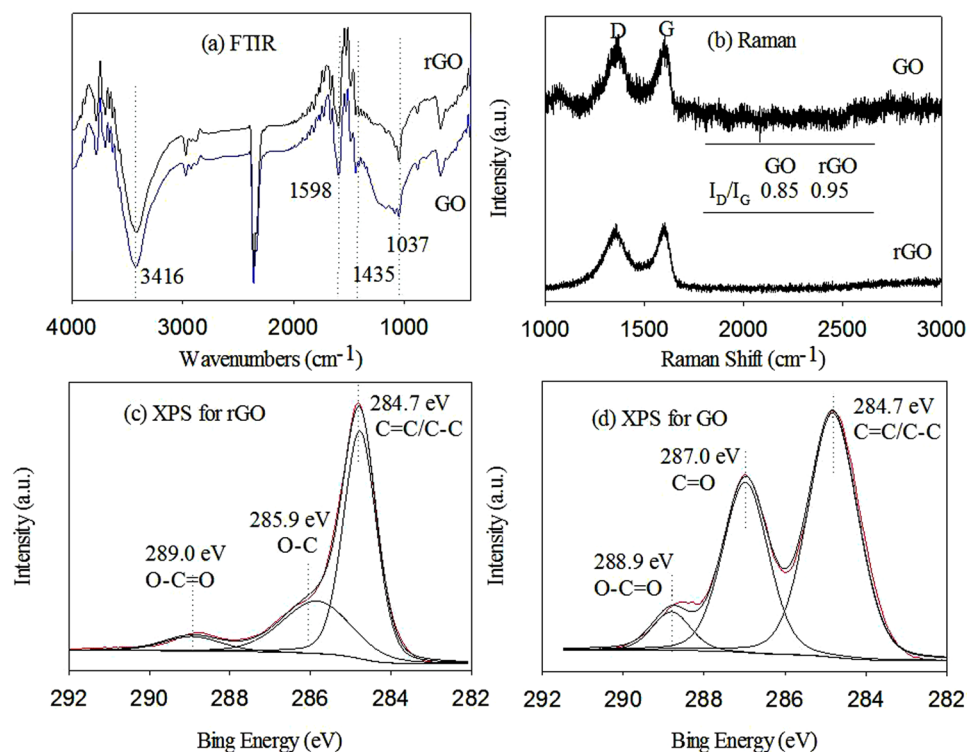 (a) FTIR
rGO
GO
1598
1037
3416
1435
4000 3000 2000 1000
Wavenumbers (cm-1)
D G
(b) Raman
GO
GO rGO
ID/IG 0.85 0.95
rGO
Intensity (a.u.)
1000 1500 2000 2500 3000
Raman Shift (cm-1)
(c) XPS for rGO
284.7 eV
C=C/C-C
285.9 eV
O-C
289.0 eV
O-C=O
Intensity (a.u.)
292 290 288 286 284 282
Bing Energy (eV)
(d) XPS for GO
284.7 eV
C=C/C-C
287.0 eV
C=O
288.9 eV
O-C=O
Intensity (a.u.)
292 290 288 286 284 282
Bing Energy (eV)